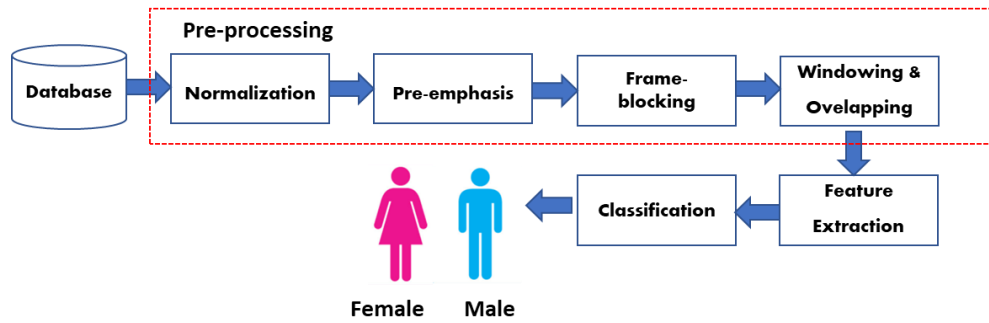 Pre-processing
Database
Normalization
Pre-emphasis
Frame-
blocking
Windowing &
Ovelapping
Feature
Extraction
Classification
Female
Male